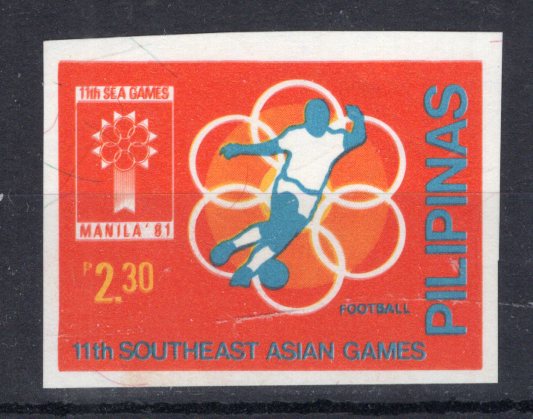 11th SEA GAMES
MANILA '81
P2.30
PILIPINAS
FOOTBALL
11th SOUTHEAST ASIAN GAMES